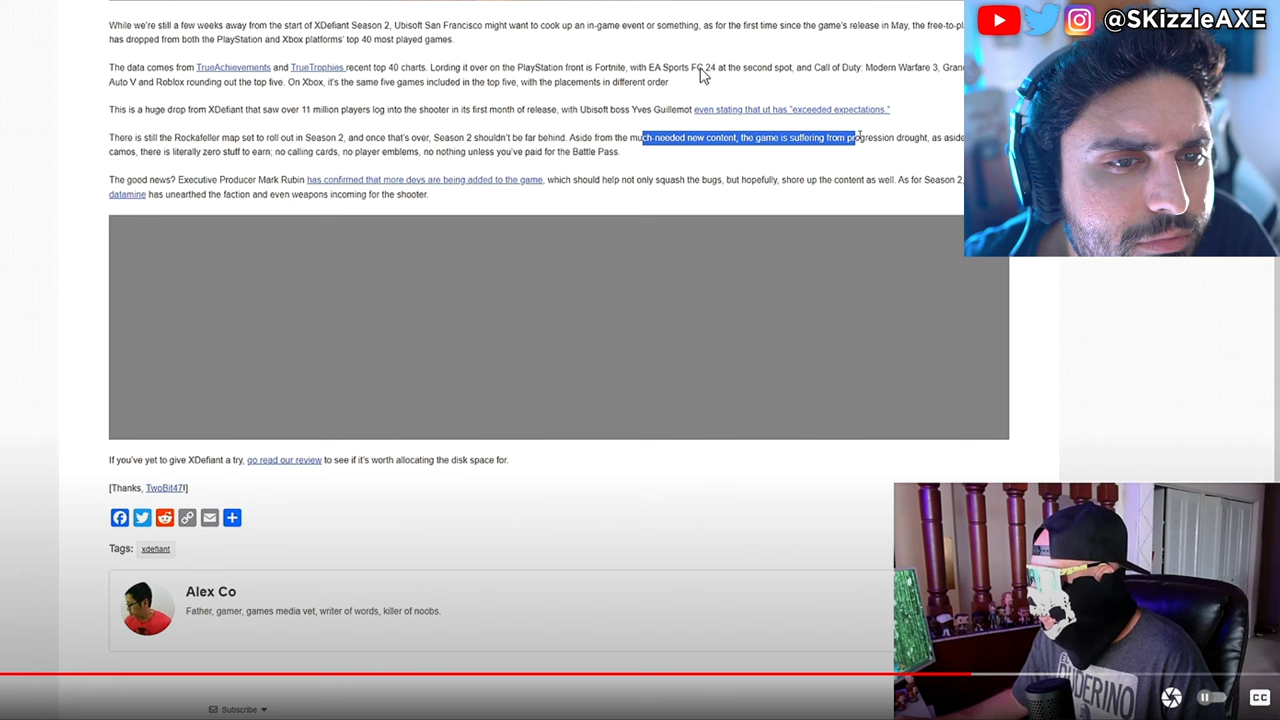 @SKizzleAXE
While we're still a few weeks away from the start of XDefiant Season 2, Ubisoft San Francisco might want to cook up an in-game event or something, as for the first time since the game's release in May, the free-to-pl
has dropped from both the PlayStation and Xbox platforms' top 40 most played games.
The data comes from TrueAchievements and TrueTrophies recent top 40 charts. Lording it over on the PlayStation front is Fortnite, with EA Sports FC 24 at the second spot, and Call of Duty: Modern Warfare 3, Gran
Auto V and Roblox rounding out the top five. On Xbox, it's the same five games included in the top five, with the placements in different order
This is a huge drop from XDefiant that saw over 11 million players log into the shooter in its first month of release, with Ubisoft boss Yves Guillemot even stating that ut has "exceeded expectations."
There is still the Rockafeller map set to roll out in Season 2, and once that's over, Season 2 shouldn't be far behind. Aside from the much-needed new content, the game is suffering from progression drought, as aside
camos, there is literally zero stuff to earn; no calling cards, no player emblems, no nothing unless you've paid for the Battle Pass.
The good news? Executive Producer Mark Rubin has confirmed that more devs are being added to the game, which should help not only squash the bugs, but hopefully, shore up the content as well. As for Season 2,
datamine has unearthed the faction and even weapons incoming for the shooter.
If you've yet to give XDefiant a try, go read our review to see if it's worth allocating the disk space for.
[Thanks, TwoBit47!]
Tags: xdefiant
Alex Co
Father, gamer, games media vet, writer of words, killer of noobs.
DUDERINO
CC
Subscribe